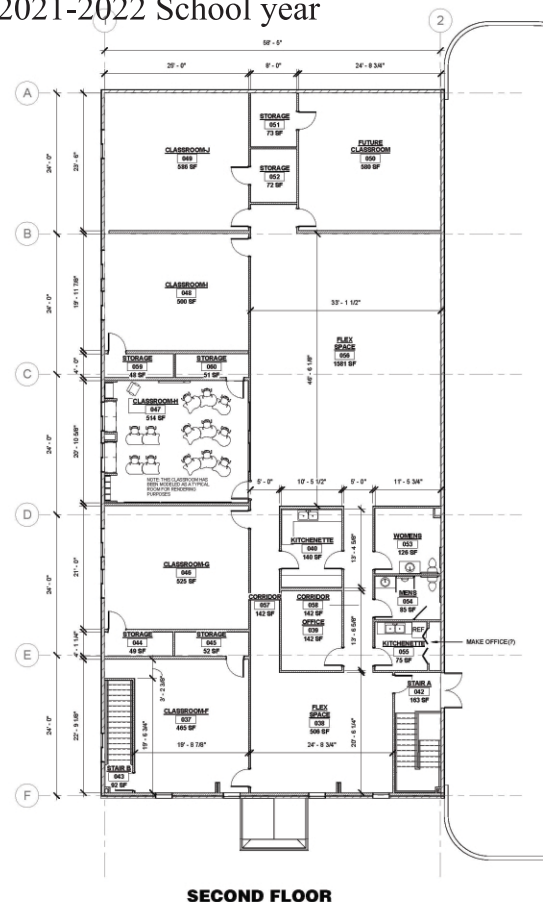 2021-2022 School year
2
58' - 5"
25' - 0"
8' - 0"
24' - 8 3/4"
A
STORAGE
051
73 SF
CLASSROOM-J
049
586 SF
FUTURE
CLASSROOM
050
580 SF
24' - 0"
23' - 6"
STORAGE
052
72 SF
B
CLASSROOM-I
048
500 SF
24' - 0"
19' - 11 7/8"
33' - 1 1/2"
FLEX
SPACE
056
1581 SF
46' - 6 1/8"
STORAGE
059
48 SF
STORAGE
060
51 SF
4' - 0"
C
CLASSROOM-H
047
514 SF
24' - 0"
20' - 10 5/8"
NOTE: THIS CLASSROOM HAS
BEEN MODELED AS A TYPICAL
ROOM FOR RENDERING
PURPOSES
5' - 0"
10' - 5 1/2"
5' - 0"
11' - 5 3/4"
D
KITCHENETTE
040
140 SF
13' - 4 5/8"
WOMENS
053
126 SF
CLASSROOM-G
046
525 SF
24' - 0"
21' - 0"
CORRIDOR
057
142 SF
CORRIDOR
058
142 SF
OFFICE
039
142 SF
13' - 6 5/8"
MENS
054
85 SF
REF.
KITCHENETTE
055
75 SF
MAKE OFFICE(?)
STORAGE
044
49 SF
STORAGE
045
52 SF
4' - 1 1/4"
E
STAIR A
042
163 SF
3' - 2 3/8"
CLASSROOM-F
037
465 SF
FLEX
SPACE
038
506 SF
24' - 0"
22' - 9 1/8"
19' - 6 3/4"
19' - 8 7/8"
24' - 8 3/4"
20' - 6 1/4"
STAIR B
043
92 SF
F
SECOND FLOOR